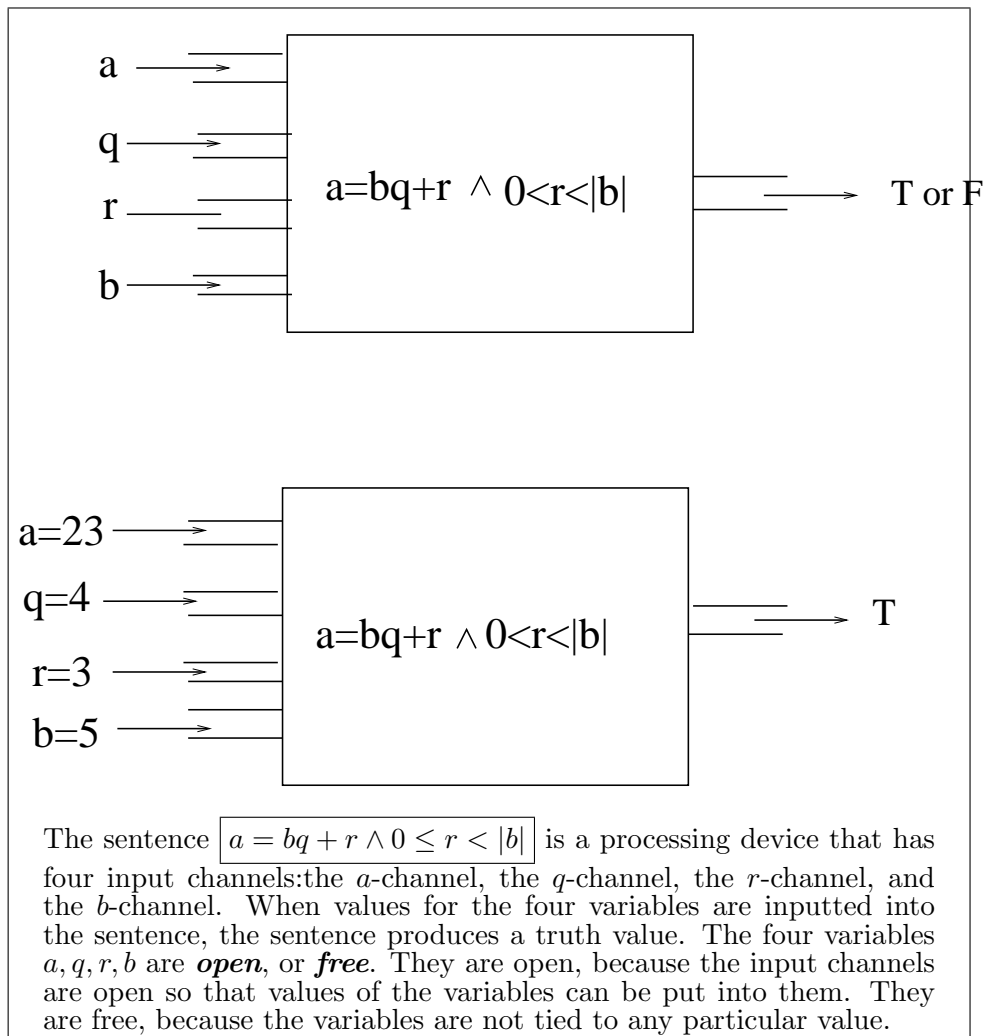 a
q
r
b
a=bq+r ∧ 0<r<|b|
T or F
a=23
q=4
r=3
b=5
a=bq+r ∧ 0<r<|b|
T
The sentence a = bq + r ∧ 0 ≤ r < |b| is a processing device that has
four input channels:the a-channel, the q-channel, the r-channel, and
the b-channel. When values for the four variables are inputted into
the sentence, the sentence produces a truth value. The four variables
a, q, r, b are open, or free. They are open, because the input channels
are open so that values of the variables can be put into them. They
are free, because the variables are not tied to any particular value.